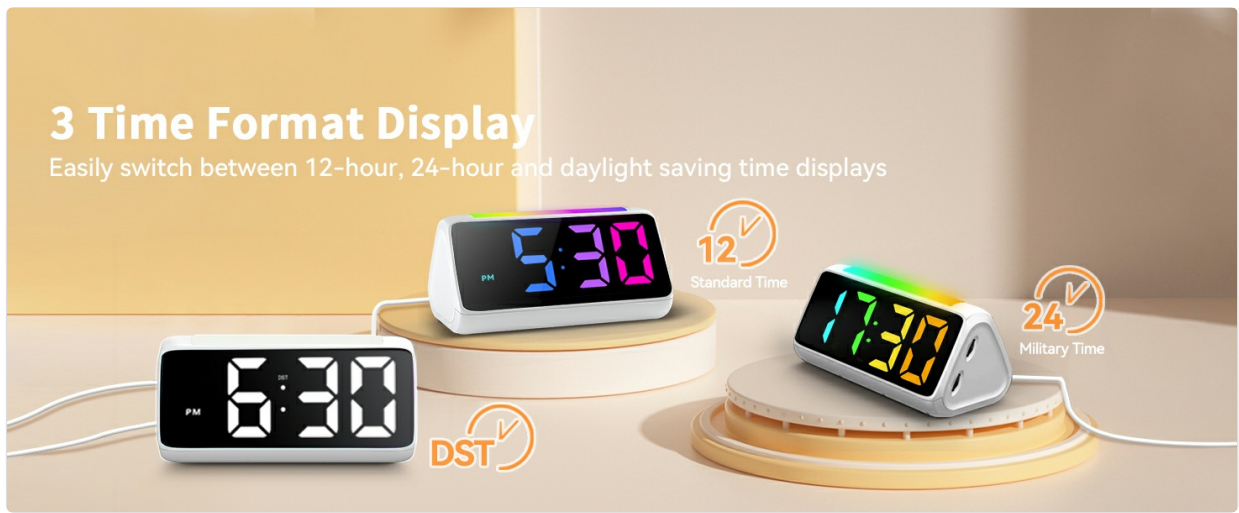 3 Time Format Display
Easily switch between 12-hour, 24-hour and daylight saving time displays
PM 5:30
12
Standard Time
17:30
24
Military Time
PM DST 6:30
DST